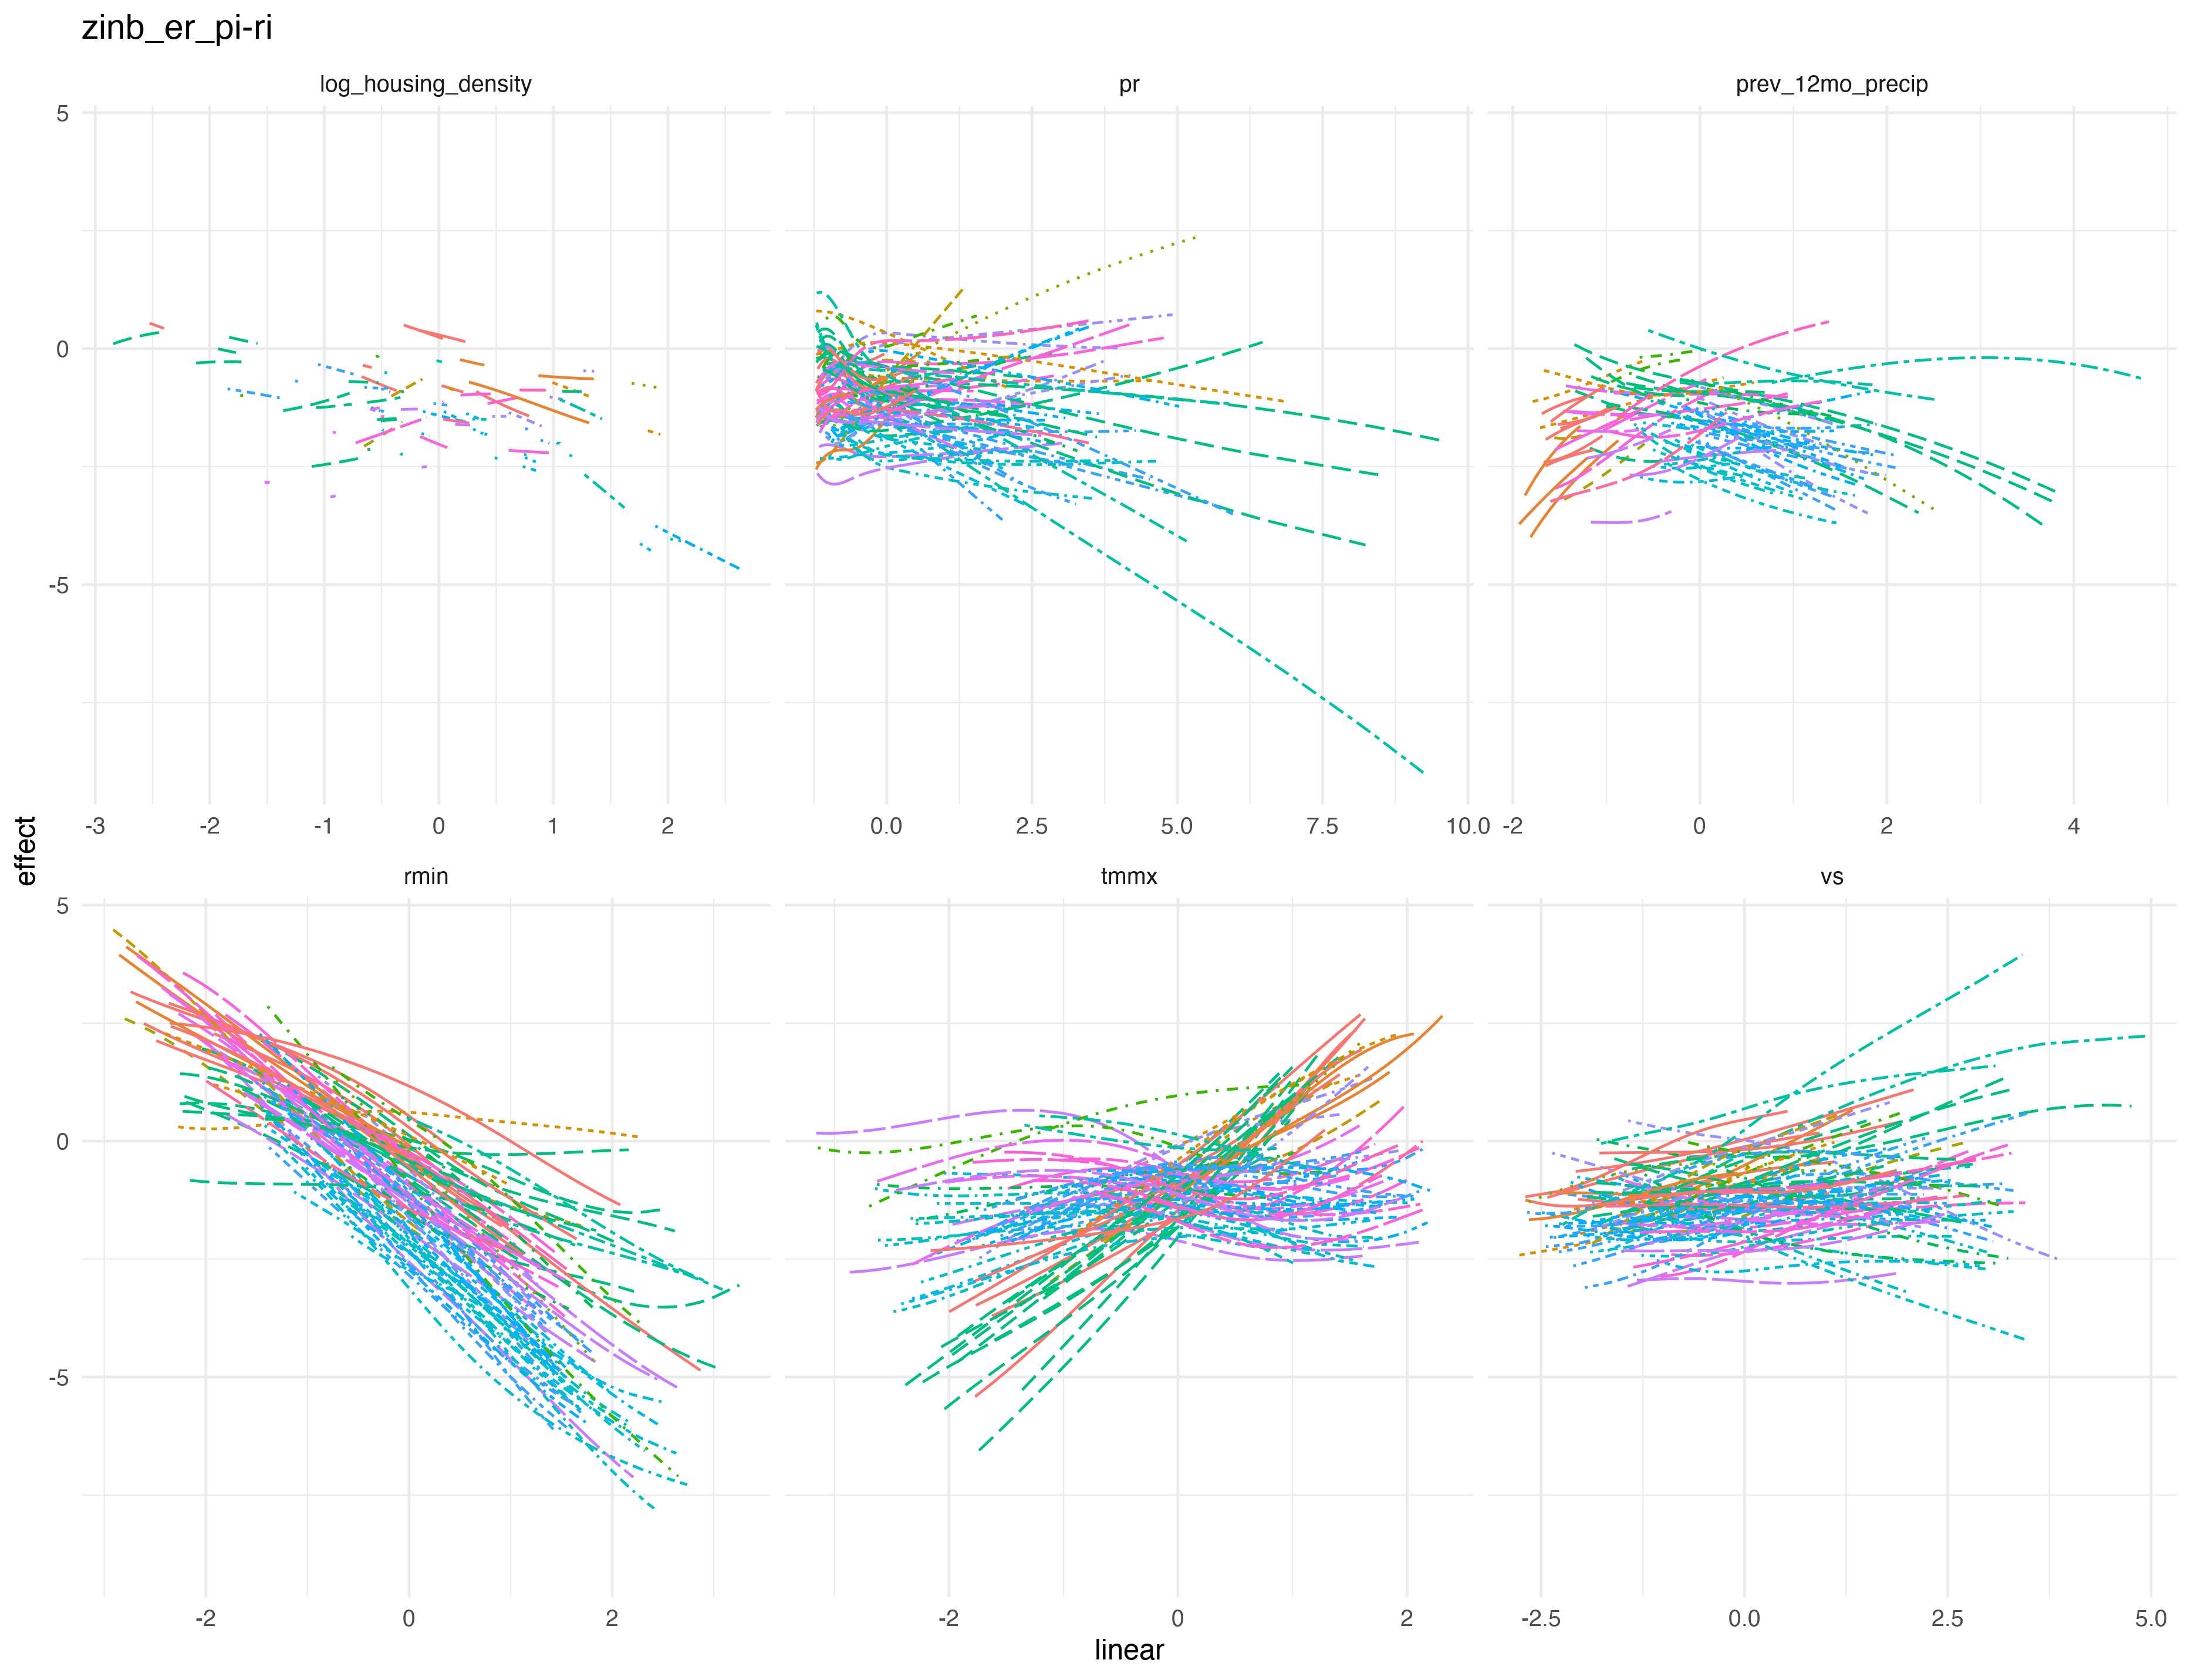 zinb_er_pi-ri
log_housing_density pr prev_12mo_precip
5
0
-5
-3 -2 -1 0 1 2 0.0 2.5 5.0 7.5 10.0 -2 0 2 4
effect
rmin tmmx vs
5
0
-5
-2 0 2 -2 0 2 -2.5 0.0 2.5 5.0
linear